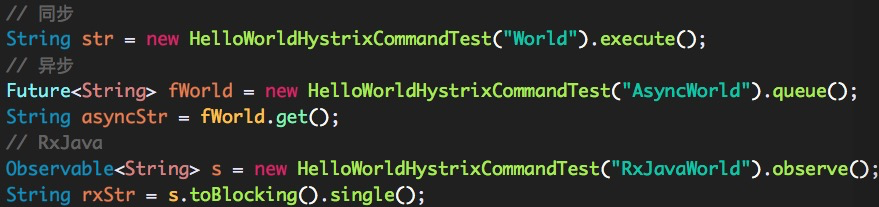 // 同步
String str = new HelloWorldHystrixCommandTest("World").execute();
// 异步
Future<String> fWorld = new HelloWorldHystrixCommandTest("AsyncWorld").queue();
String asyncStr = fWorld.get();
// RxJava
Observable<String> s = new HelloWorldHystrixCommandTest("RxJavaWorld").observe();
String rxStr = s.toBlocking().single();